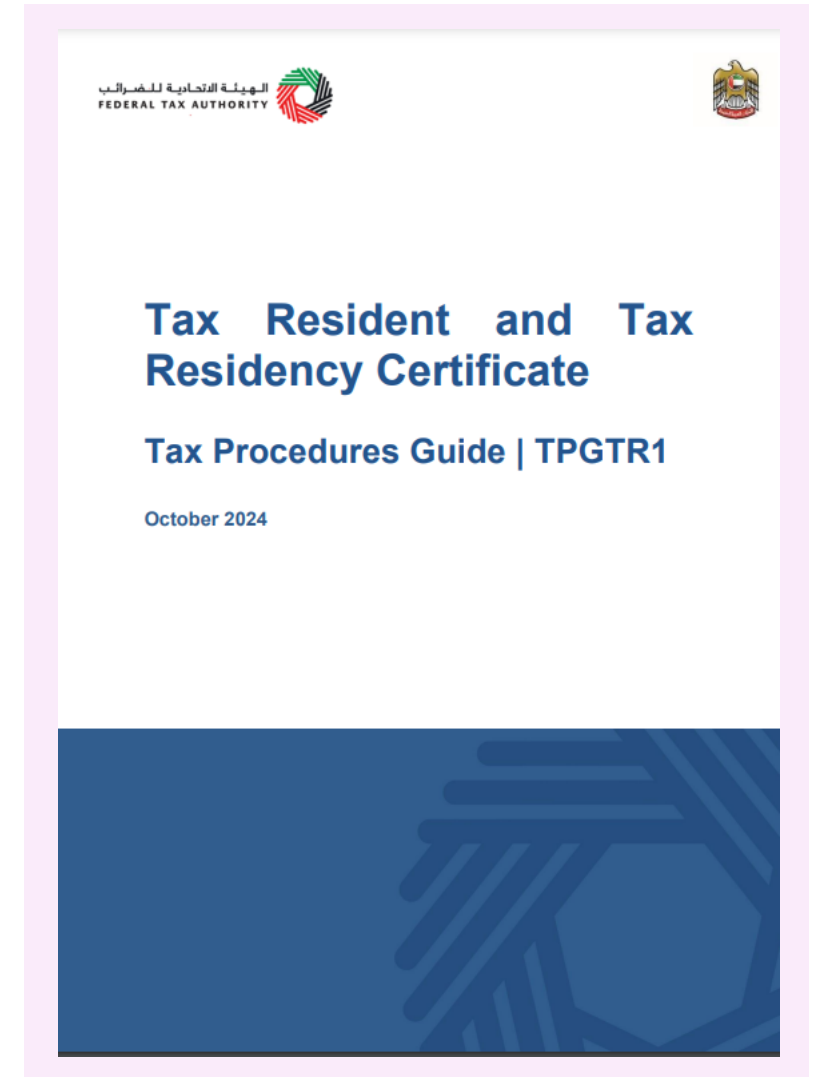 الهيئة الاتحادية للضرائب
FEDERAL TAX AUTHORITY
Tax Resident and Tax
Residency Certificate
Tax Procedures Guide | TPGTR1
October 2024